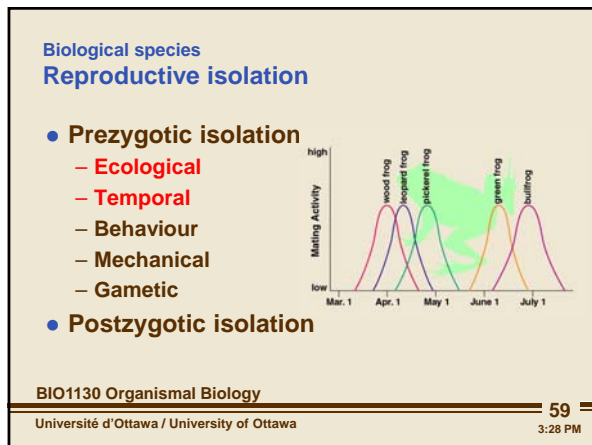 Biological species
Reproductive isolation
● Prezygotic isolation
– Ecological
– Temporal
– Behaviour
– Mechanical
– Gametic
● Postzygotic isolation
high
Mating Activity
low
wood frog
leopard frog
pickerel frog
green frog
bullfrog
Mar. 1 Apr. 1 May 1 June 1 July 1
BIO1130 Organismal Biology
Université d'Ottawa / University of Ottawa
59
3:28 PM